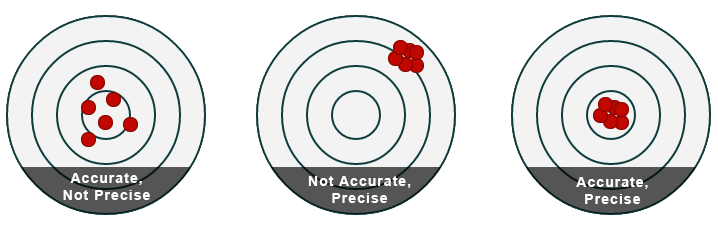 Accurate,
Not Precise
Not Accurate,
Precise
Accurate,
Precise